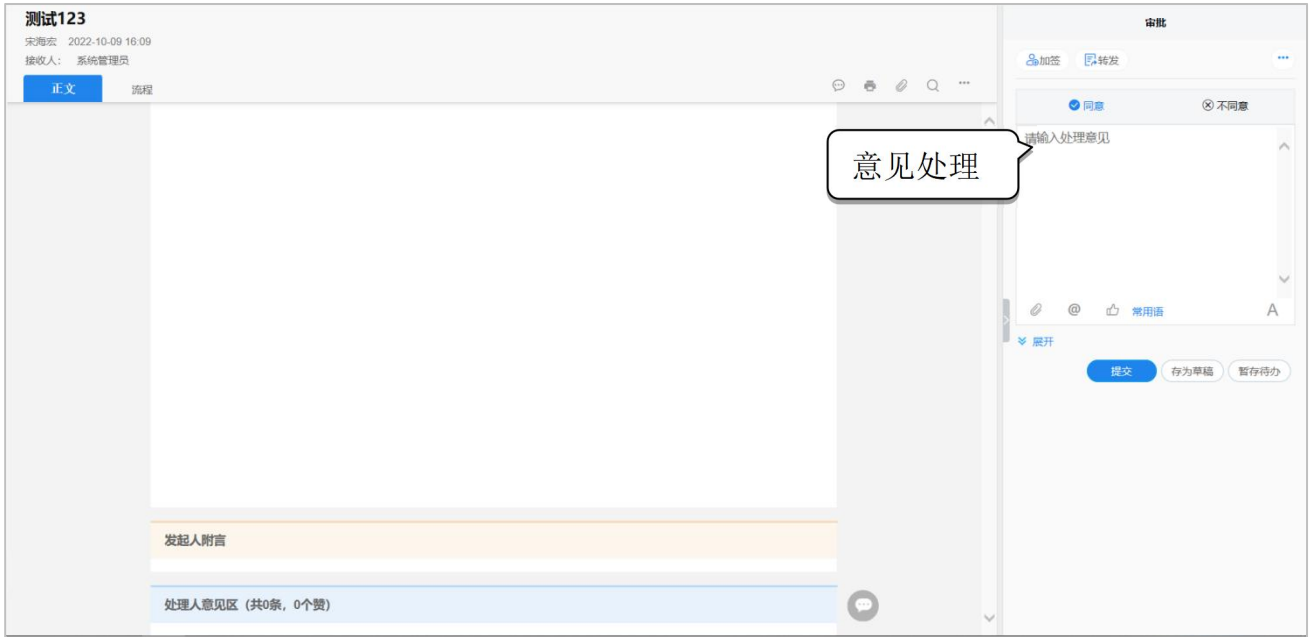 测试123
宋海宏 2022-10-09 16:09
接收人： 系统管理员
正文 流程
审批
加签 转发
同意 不同意
请输入处理意见
意见处理
@ 常用语 A
展开
提交 存为草稿 暂存待办
发起人附言
处理人意见区（共0条，0个赞）